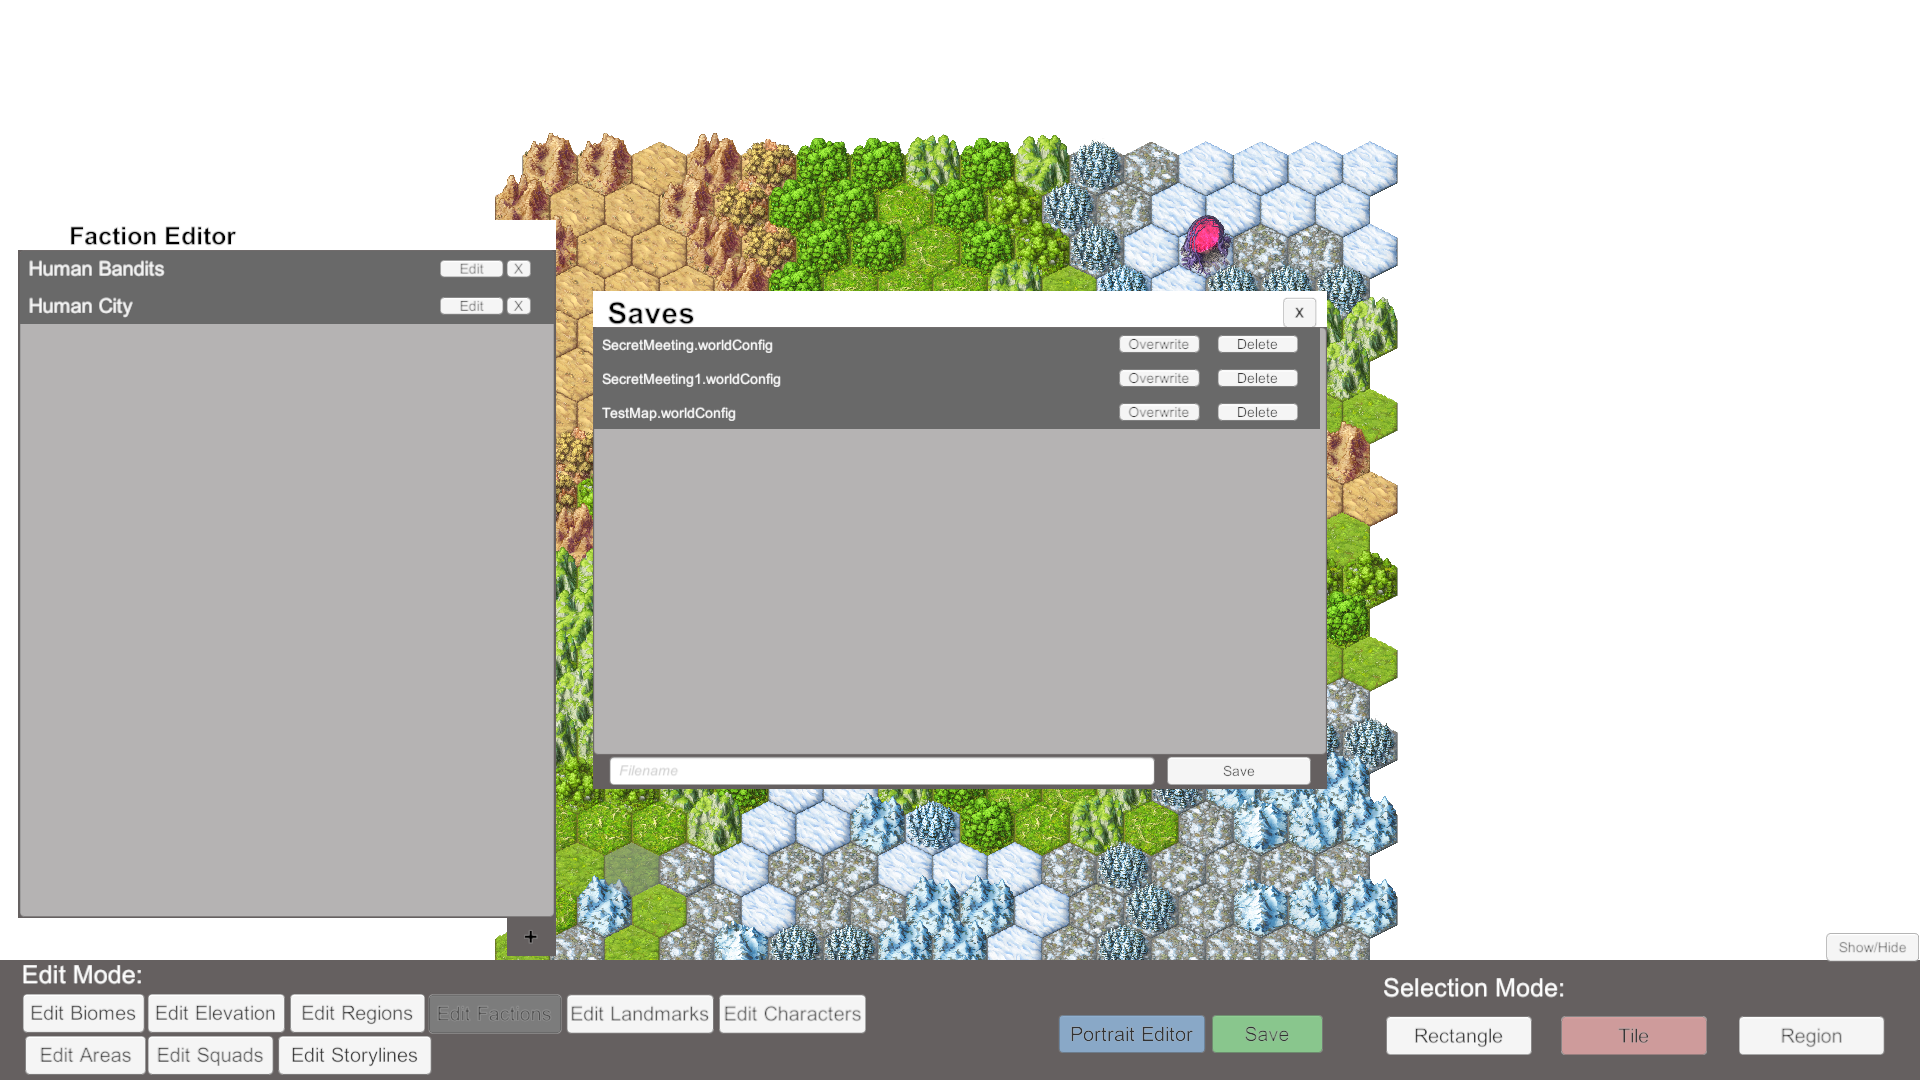 Faction Editor
Human Bandits Edit X
Human City Edit X
+
Saves X
SecretMeeting.worldConfig Overwrite Delete
SecretMeeting1.worldConfig Overwrite Delete
TestMap.worldConfig Overwrite Delete
Filename Save
Show/Hide
Edit Mode:
Edit Biomes Edit Elevation Edit Regions Edit Factions Edit Landmarks Edit Characters
Edit Areas Edit Squads Edit Storylines
Portrait Editor Save
Selection Mode:
Rectangle Tile Region